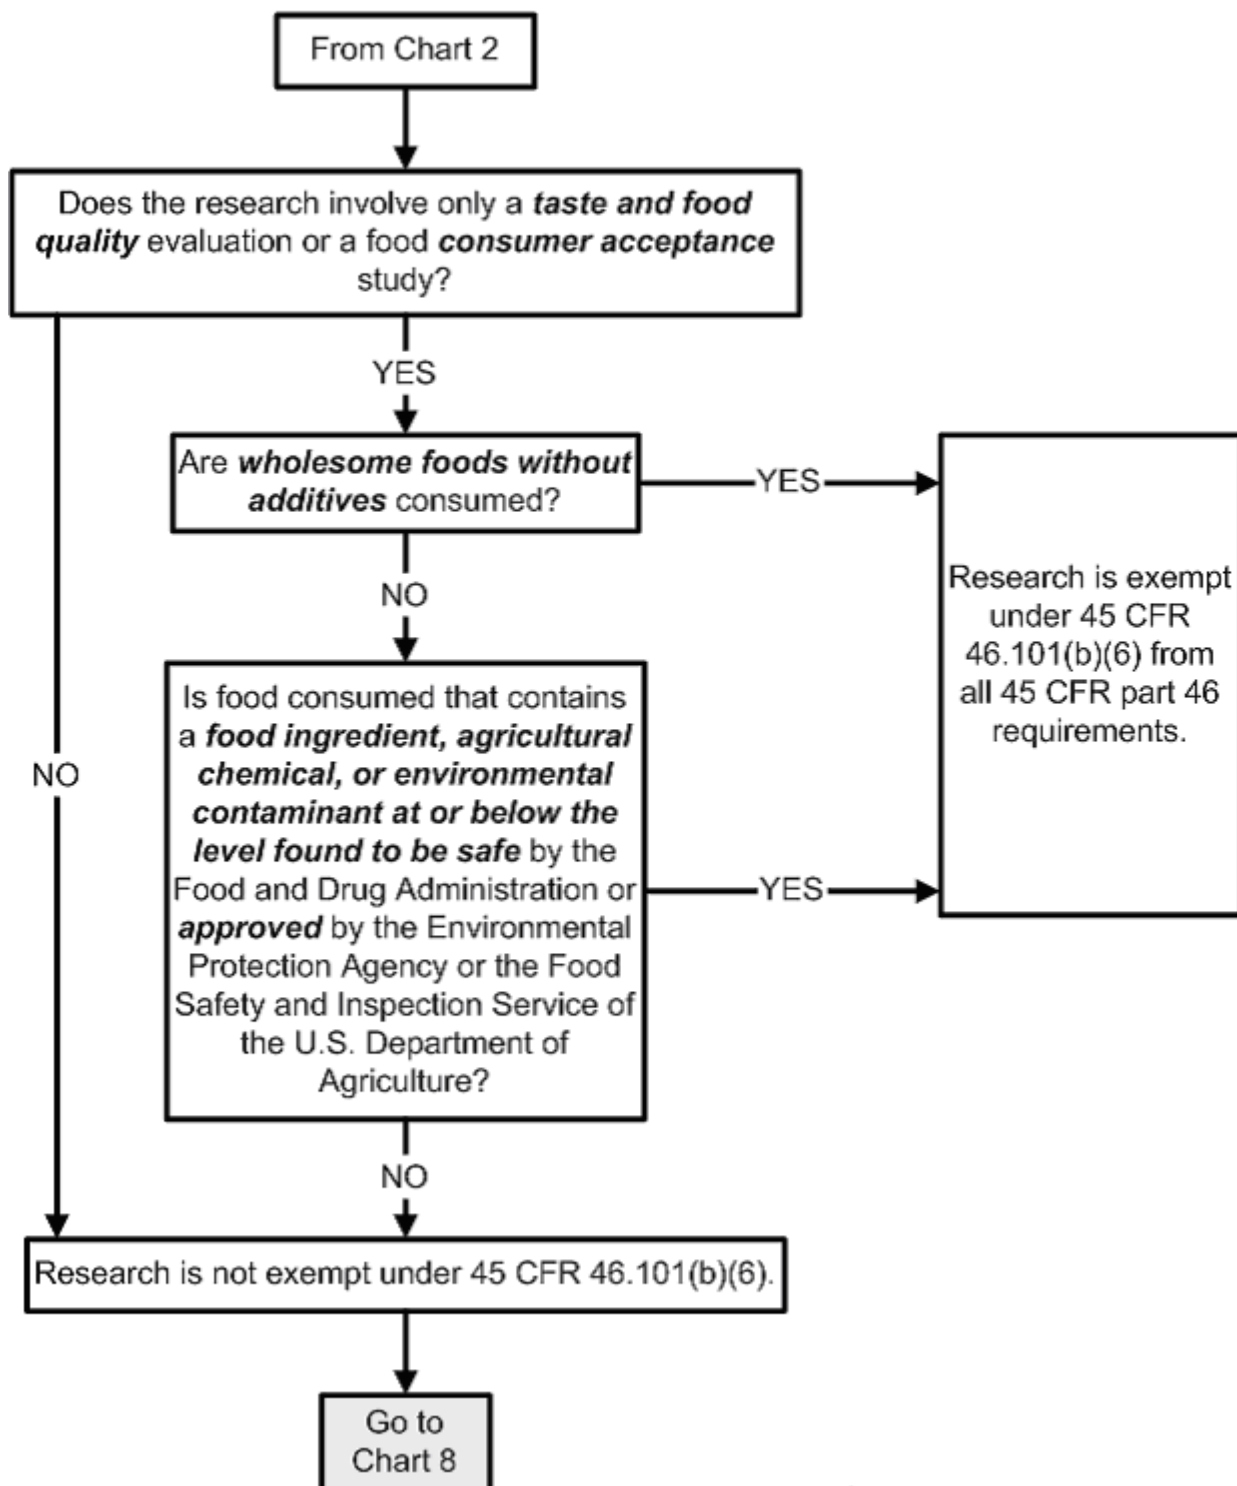 From Chart 2
Does the research involve only a taste and food
quality evaluation or a food consumer acceptance
study?
YES
Are wholesome foods without
additives consumed?
YES
NO
Research is exempt
under 45 CFR
46.101(b)(6) from
all 45 CFR part 46
requirements.
Is food consumed that contains
a food ingredient, agricultural
chemical, or environmental
contaminant at or below the
level found to be safe by the
Food and Drug Administration or
approved by the Environmental
Protection Agency or the Food
Safety and Inspection Service of
the U.S. Department of
Agriculture?
NO
YES
NO
Research is not exempt under 45 CFR 46.101(b)(6).
Go to
Chart 8